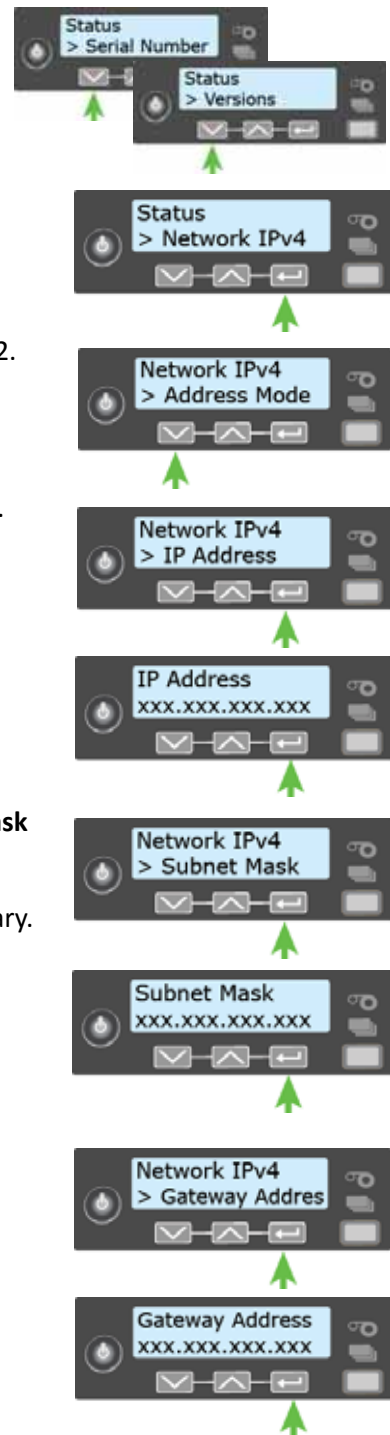 Status
> Serial Number
Status
> Versions
Status
> Network IPv4
2.
Network IPv4
> Address Mode
.
Network IPv4
> IP Address
IP Address
xxx.xxx.xxx.xxx
ask
Network IPv4
> Subnet Mask
ary.
Subnet Mask
xxx.xxx.xxx.xxx
Network IPv4
> Gateway Addres
Gateway Address
xxx.xxx.xxx.xxx